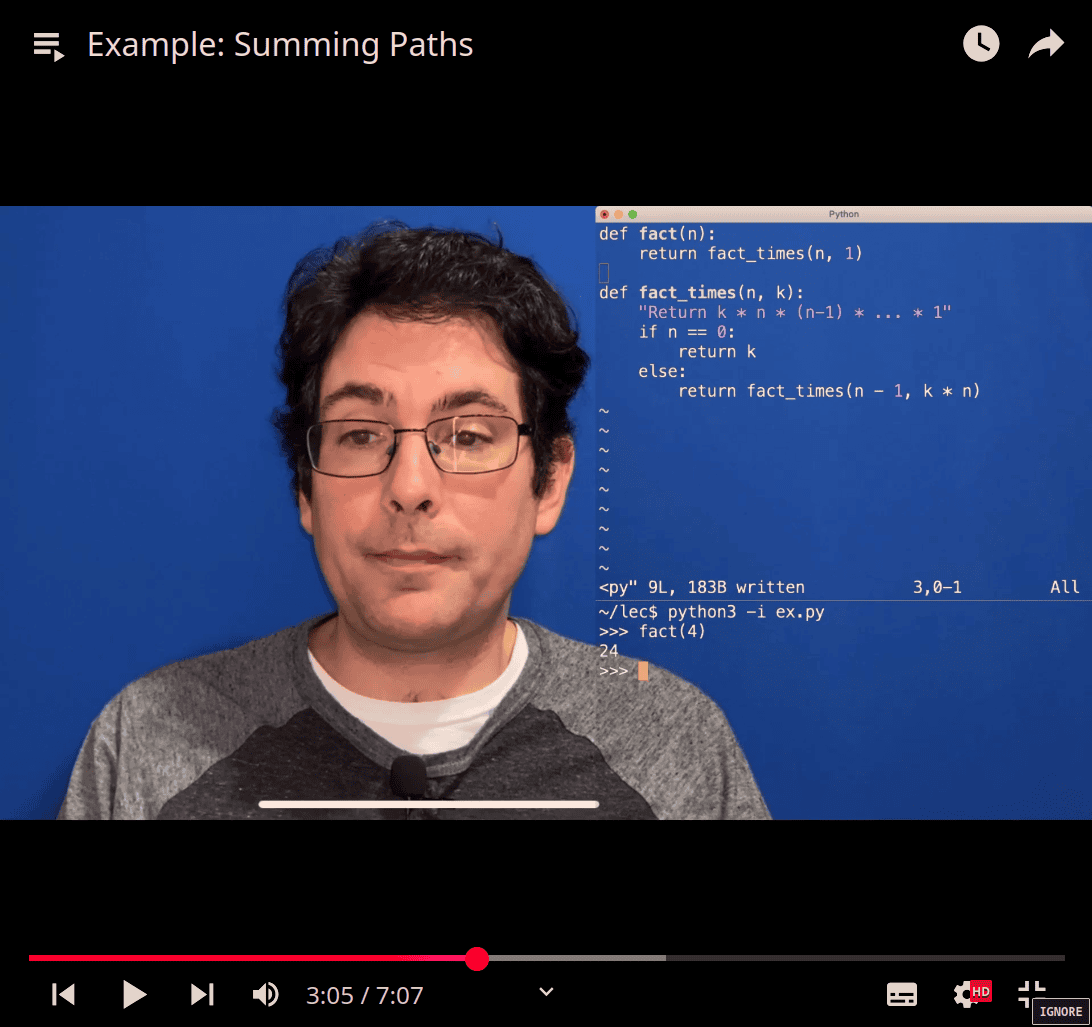 Example: Summing Paths
Python
def fact(n):
    return fact_times(n, 1)
def fact_times(n, k):
    "Return k * n * (n-1) * ... * 1"
    if n == 0:
        return k
    else:
        return fact_times(n - 1, k * n)
~
~
~
~
~
~
~
~
~
<py" 9L, 183B written 3,0-1 All
~/lec$ python3 -i ex.py
>>> fact(4)
24
>>>
3:05 / 7:07
HD
IGNORE